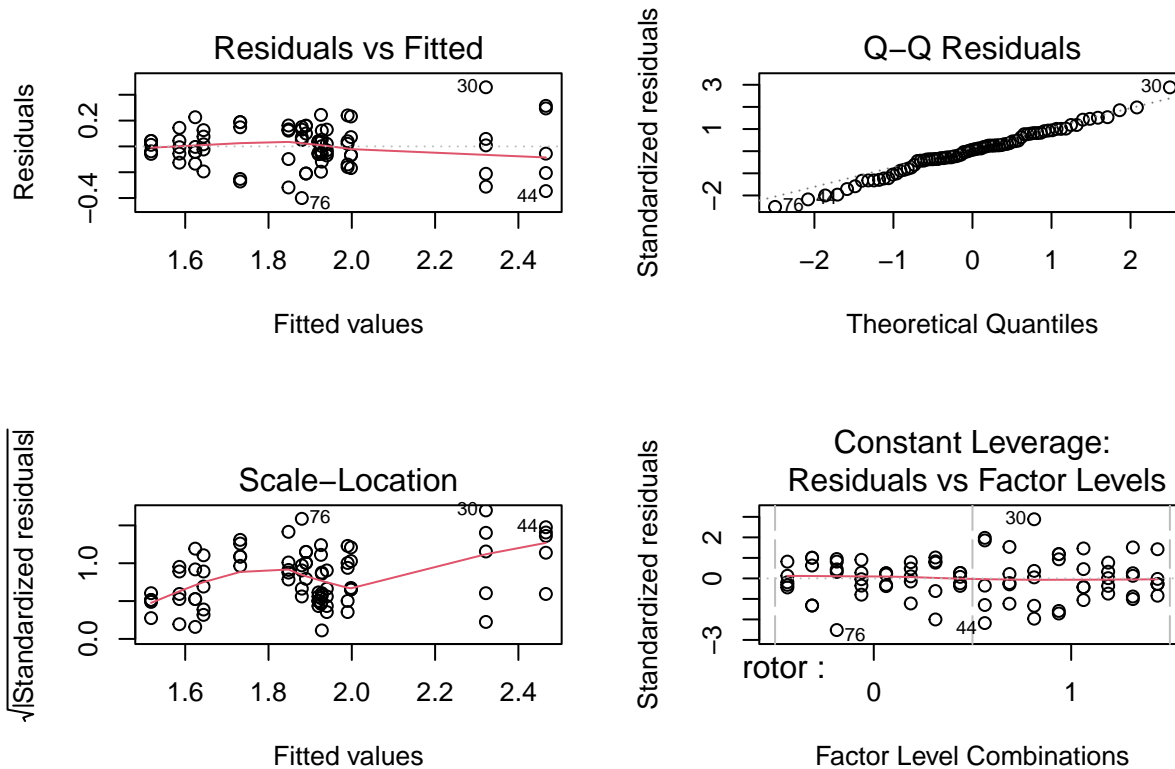 Residuals vs Fitted
Residuals
0.2
−0.4
30
44
76
1.6
1.8
2.0
2.2
2.4
Fitted values
Q−Q Residuals
Standardized residuals
3
1
−2
30
76
44
−2
−1
0
1
2
Theoretical Quantiles
Scale−Location
√|Standardized residuals|
1.0
0.0
76
30
44
1.6
1.8
2.0
2.2
2.4
Fitted values
Constant Leverage:
Residuals vs Factor Levels
Standardized residuals
2
0
−3
30
44
76
rotor :
0
1
Factor Level Combinations